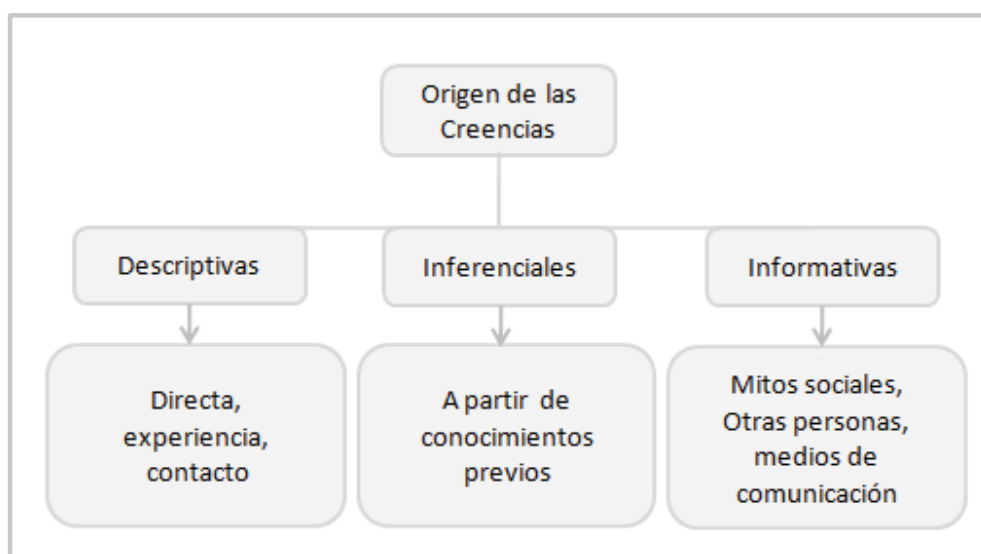 Origen de las
Creencias
Descriptivas
Inferenciales
Informativas
Directa,
experiencia,
contacto
A partir de
conocimientos
previos
Mitos sociales,
Otras personas,
medios de
comunicación